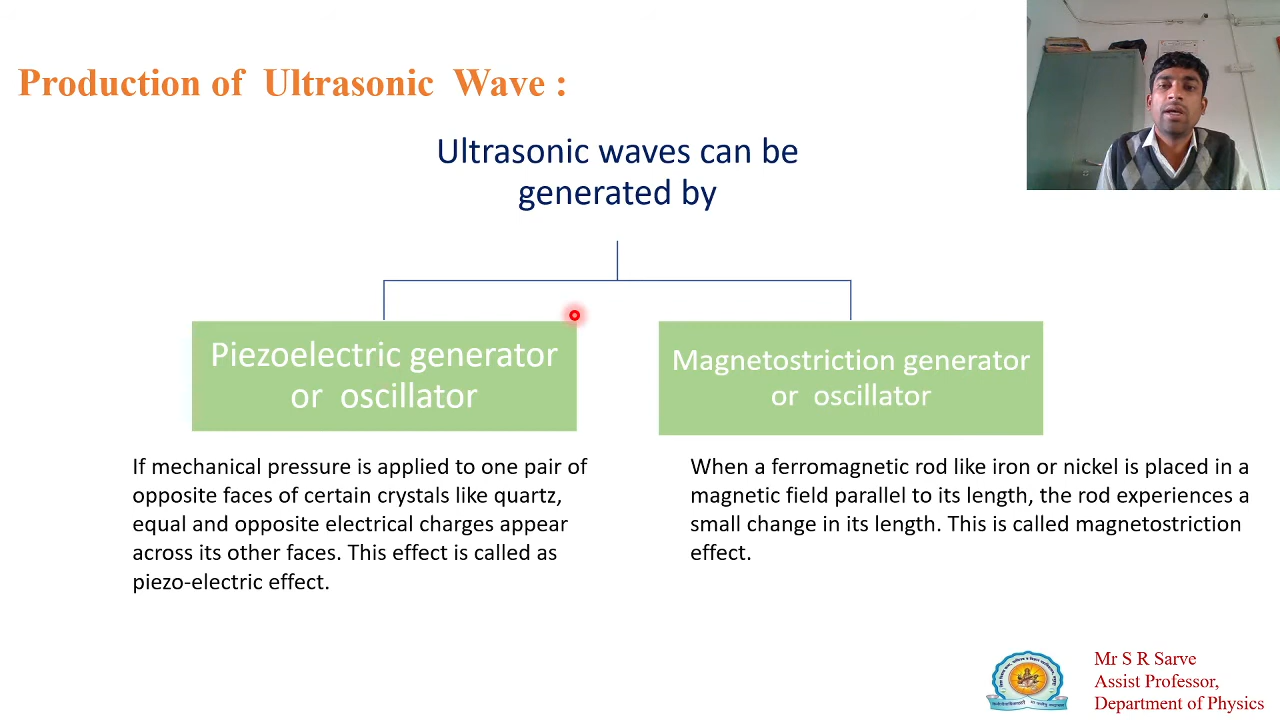 Production of Ultrasonic Wave :
Ultrasonic waves can be
generated by
Piezoelectric generator
or oscillator
Magnetostriction generator
or oscillator
If mechanical pressure is applied to one pair of
opposite faces of certain crystals like quartz,
equal and opposite electrical charges appear
across its other faces. This effect is called as
piezo-electric effect.
When a ferromagnetic rod like iron or nickel is placed in a
magnetic field parallel to its length, the rod experiences a
small change in its length. This is called magnetostriction
effect.
Mr S R Sarve
Assist Professor,
Department of Physics